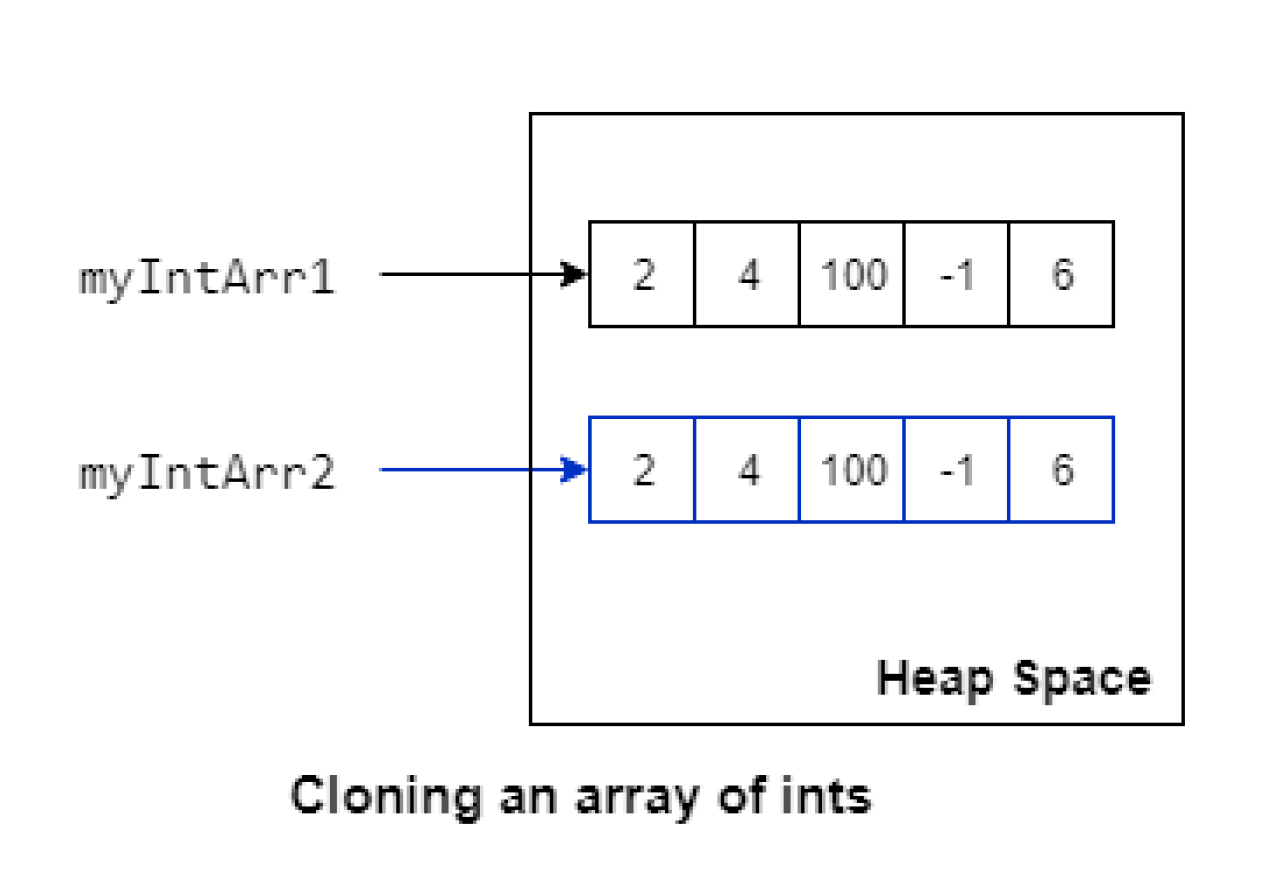 myIntArr1 2 4 100 -1 6
myIntArr2 2 4 100 -1 6
Heap Space
Cloning an array of ints